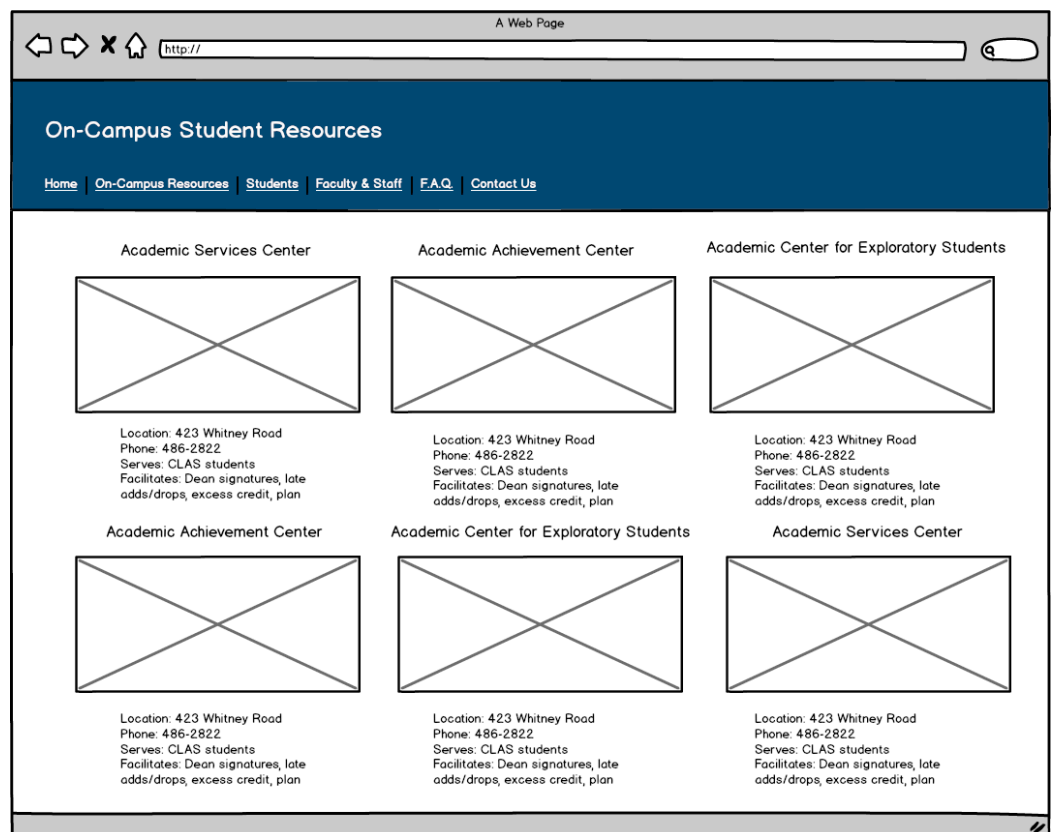 A Web Page
http://
On-Campus Student Resources
Home On-Campus Resources Students Faculty & Staff F.A.Q. Contact Us
Academic Services Center
Academic Achievement Center
Academic Center for Exploratory Students
Location: 423 Whitney Road
Phone: 486-2822
Serves: CLAS students
Facilitates: Dean signatures, late
adds/drops, excess credit, plan
Location: 423 Whitney Road
Phone: 486-2822
Serves: CLAS students
Facilitates: Dean signatures, late
adds/drops, excess credit, plan
Location: 423 Whitney Road
Phone: 486-2822
Serves: CLAS students
Facilitates: Dean signatures, late
adds/drops, excess credit, plan
Academic Achievement Center
Academic Center for Exploratory Students
Academic Services Center
Location: 423 Whitney Road
Phone: 486-2822
Serves: CLAS students
Facilitates: Dean signatures, late
adds/drops, excess credit, plan
Location: 423 Whitney Road
Phone: 486-2822
Serves: CLAS students
Facilitates: Dean signatures, late
adds/drops, excess credit, plan
Location: 423 Whitney Road
Phone: 486-2822
Serves: CLAS students
Facilitates: Dean signatures, late
adds/drops, excess credit, plan